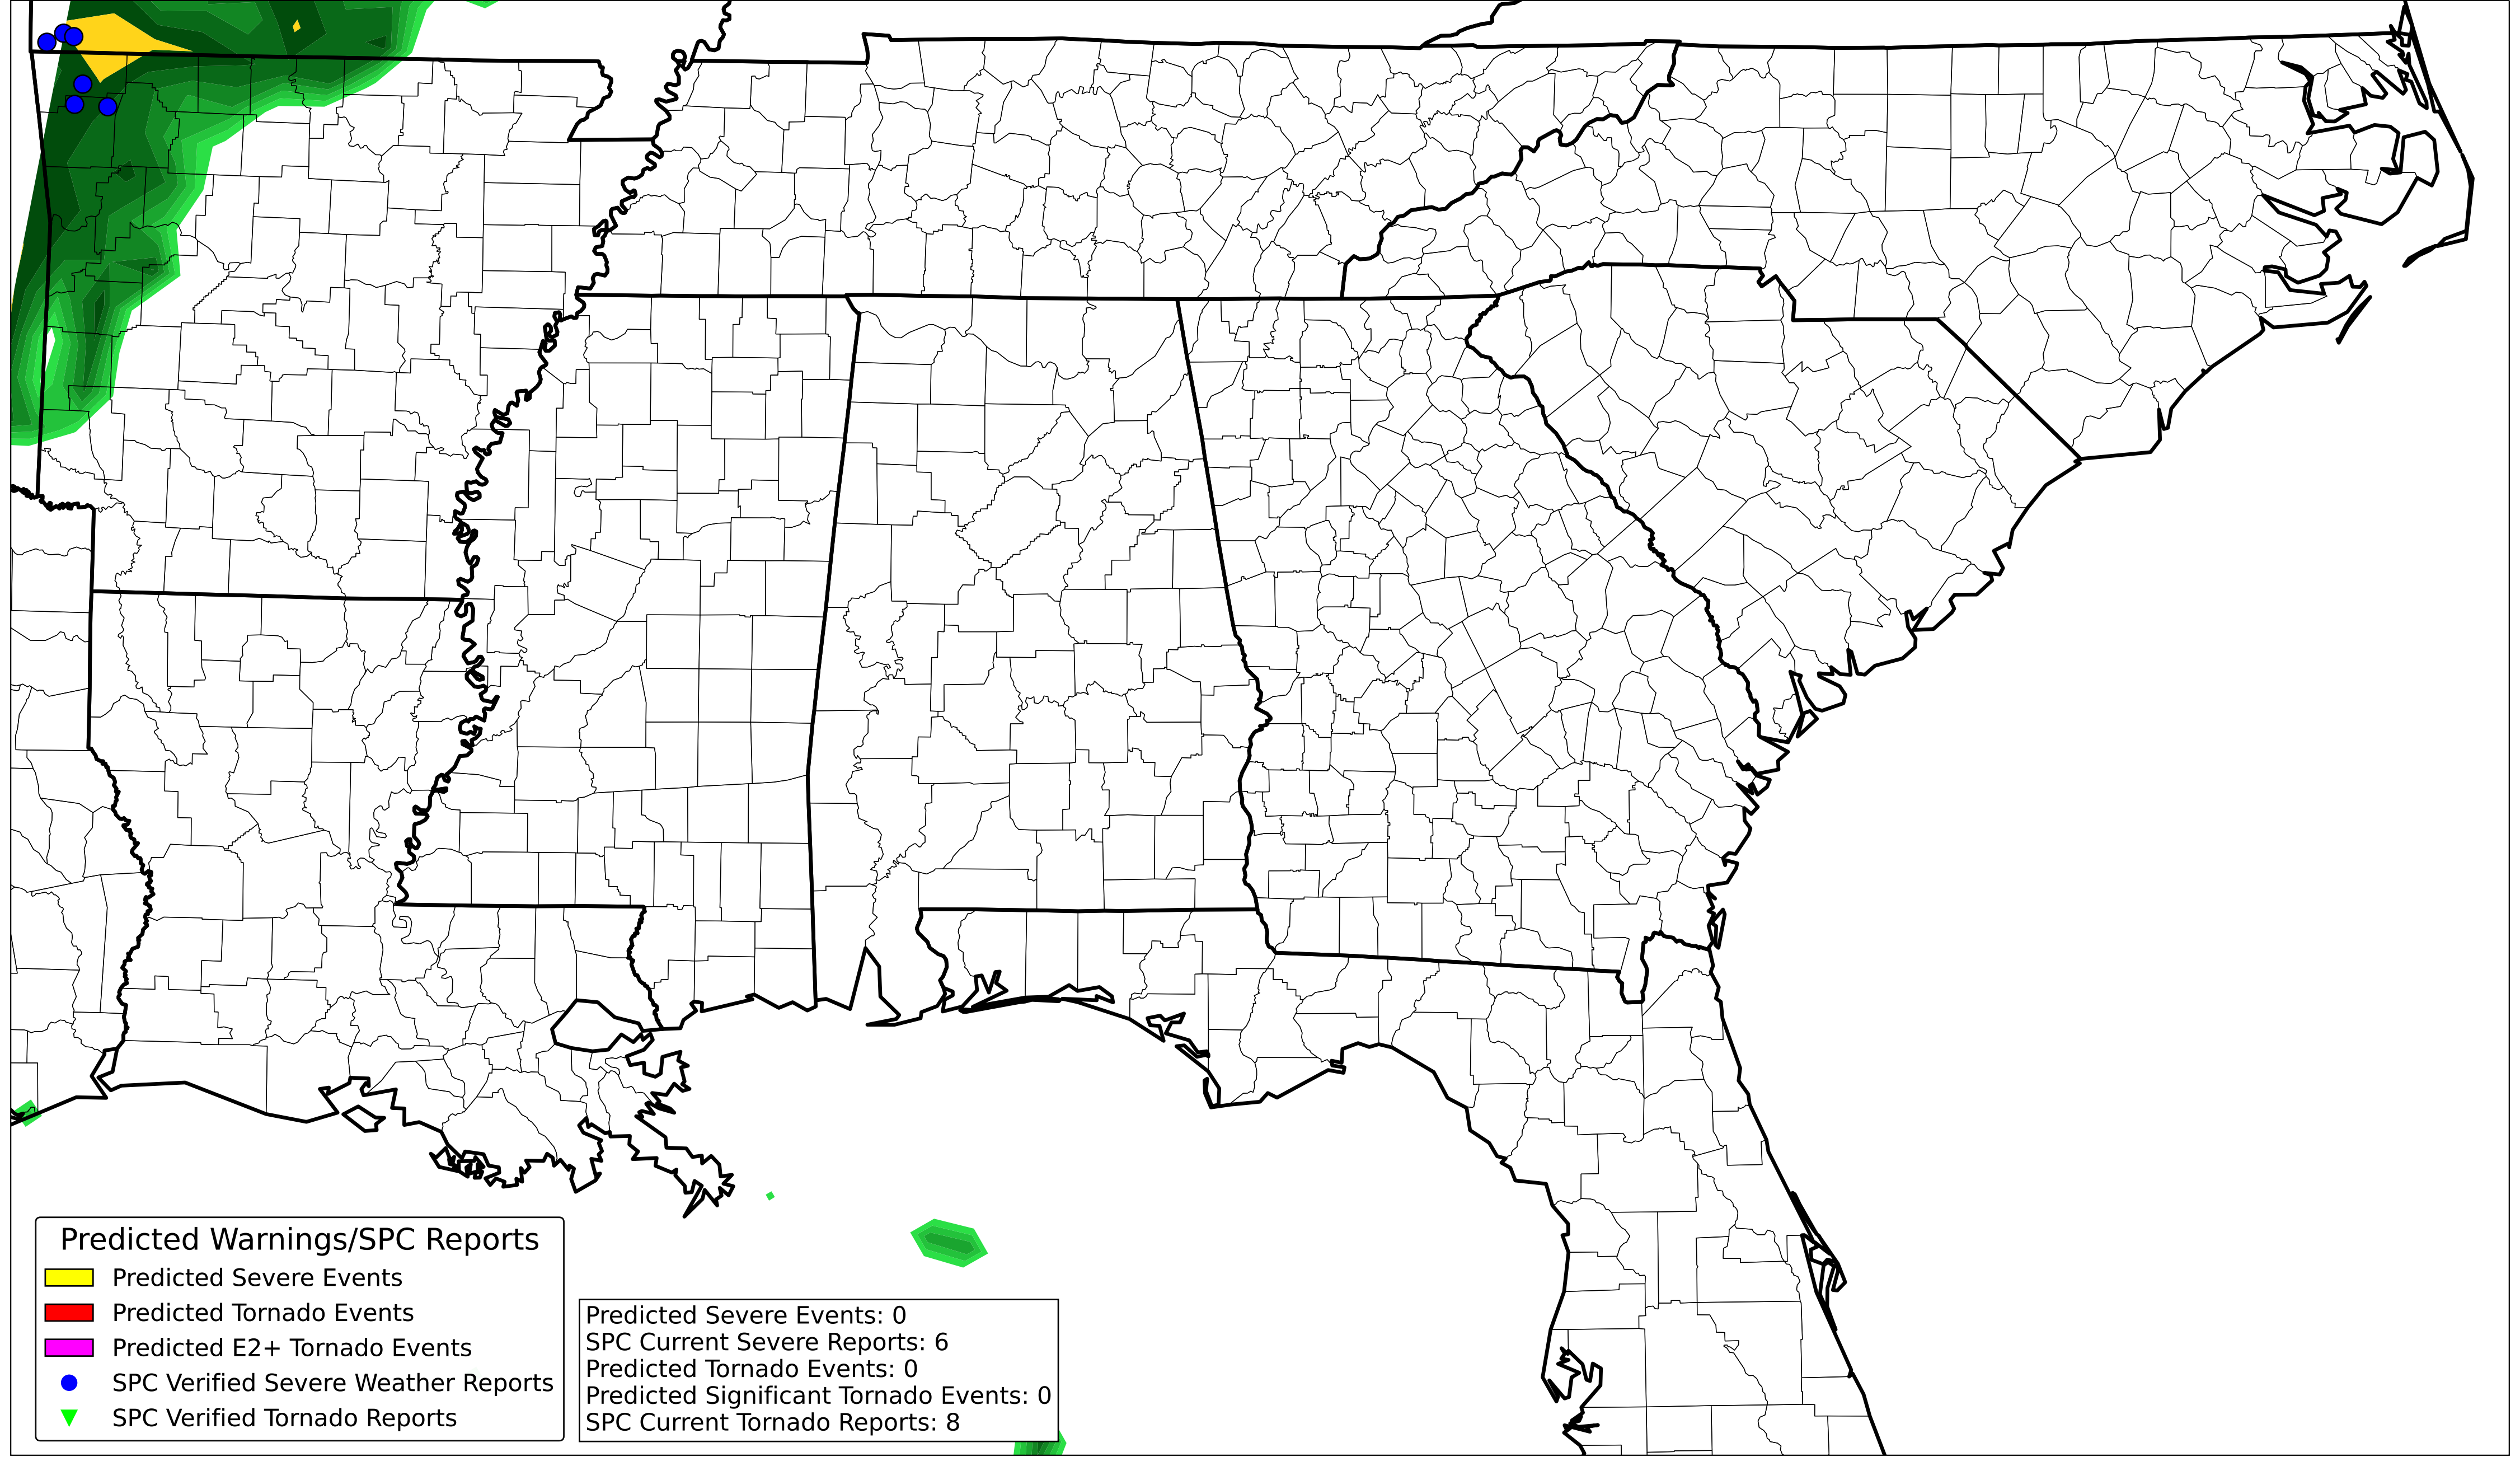 Predicted Warnings/SPC Reports
Predicted Severe Events
Predicted Tornado Events
Predicted E2+ Tornado Events
SPC Verified Severe Weather Reports
SPC Verified Tornado Reports
Predicted Severe Events: 0
SPC Current Severe Reports: 6
Predicted Tornado Events: 0
Predicted Significant Tornado Events: 0
SPC Current Tornado Reports: 8